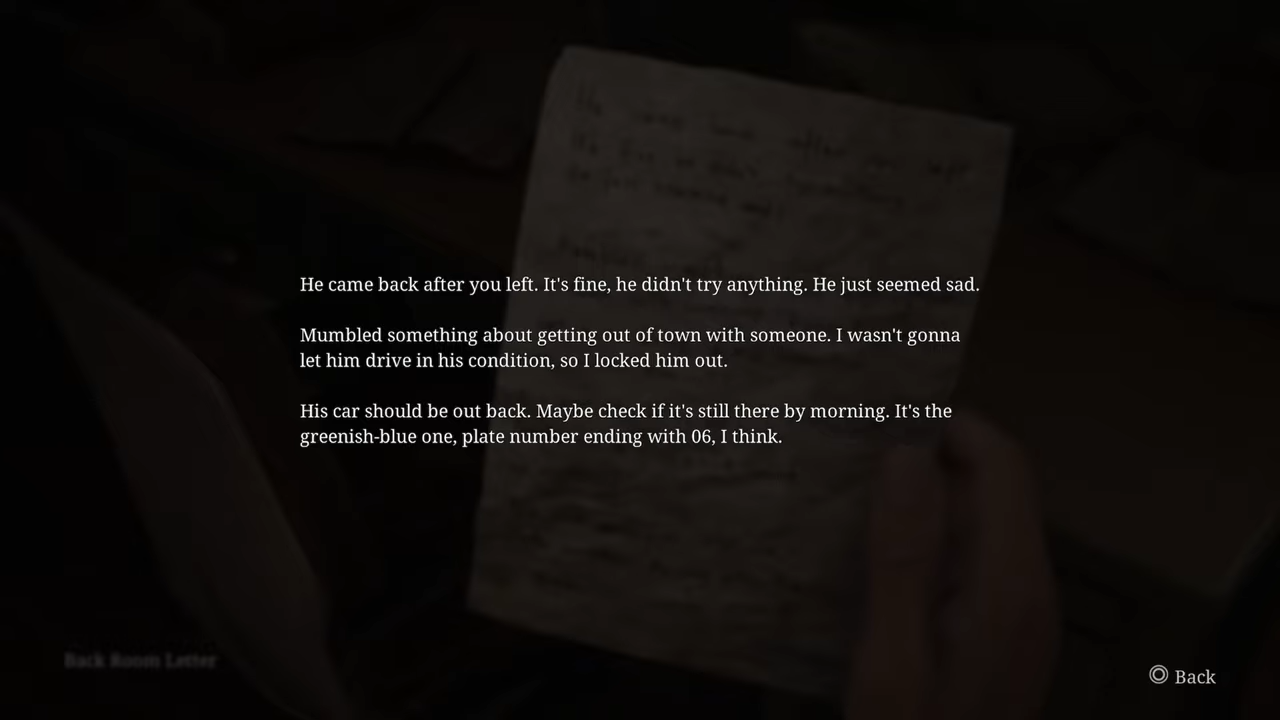 He came back after you left. It's fine, he didn't try anything. He just seemed sad.
Mumbled something about getting out of town with someone. I wasn't gonna
let him drive in his condition, so I locked him out.
His car should be out back. Maybe check if it's still there by morning. It's the
greenish-blue one, plate number ending with 06, I think.
Back Room Letter
Back